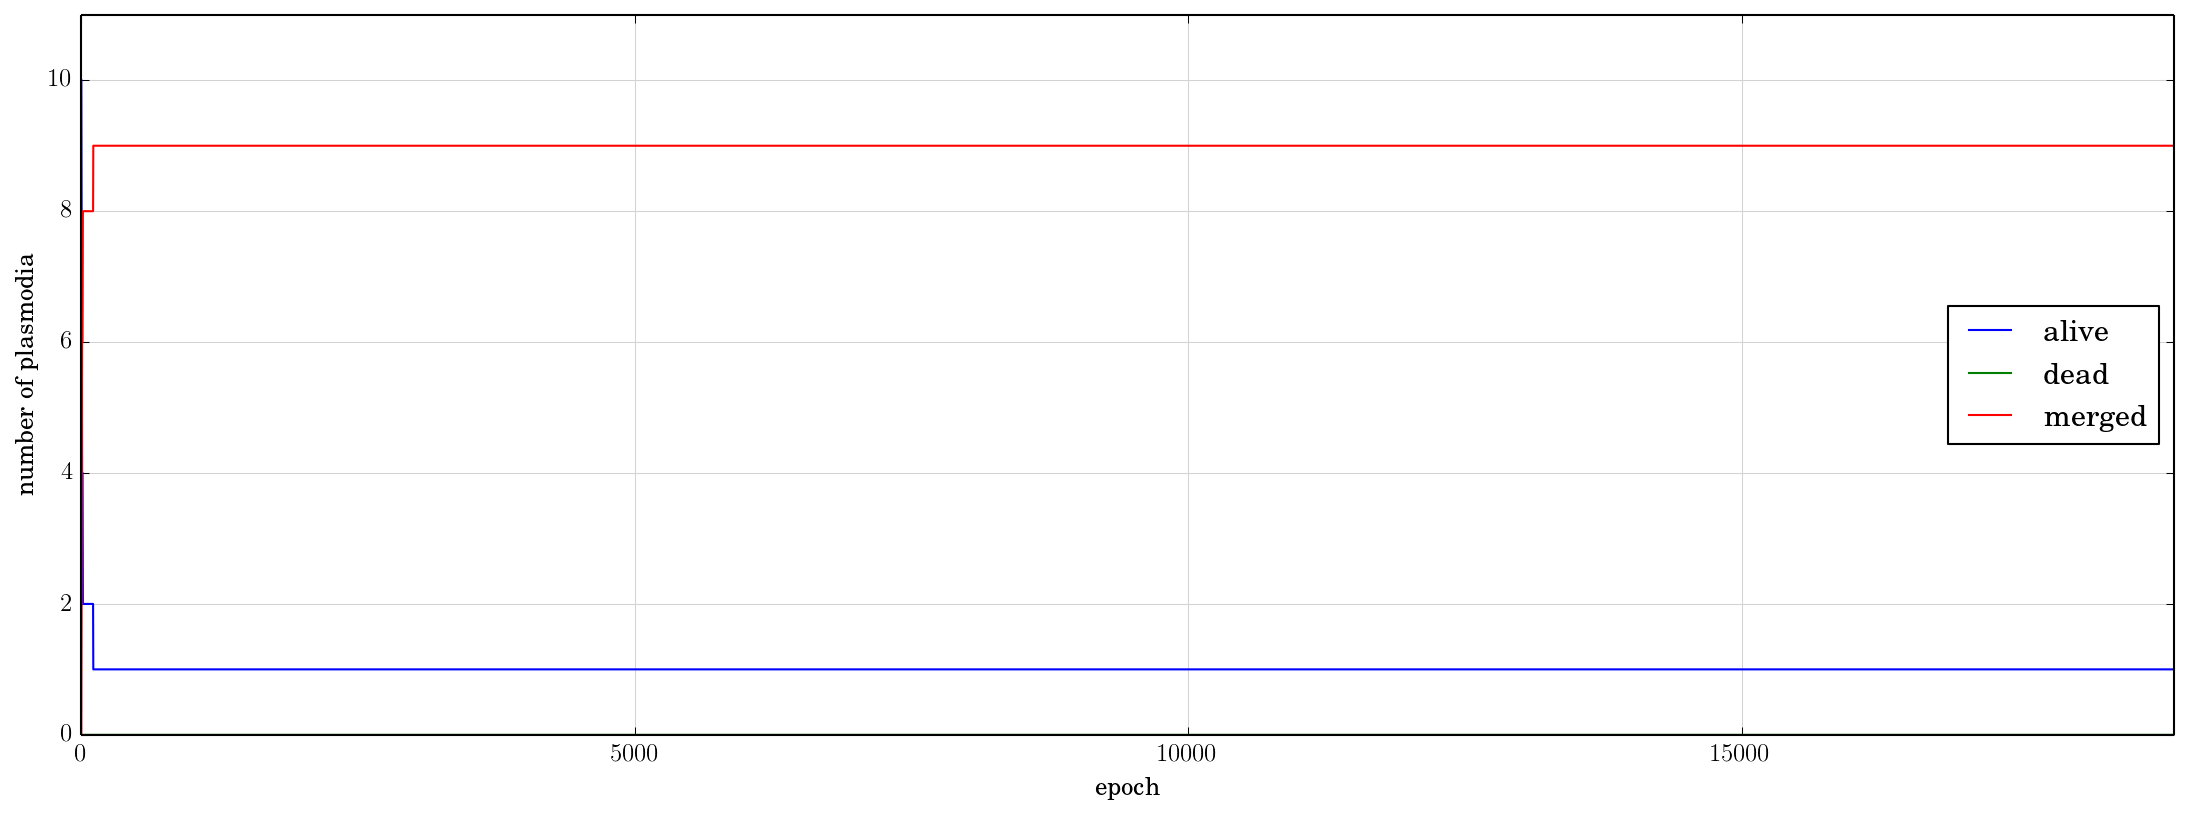 number of plasmodia
10
8
6
4
2
0
0 5000 10000 15000
epoch
alive
dead
merged